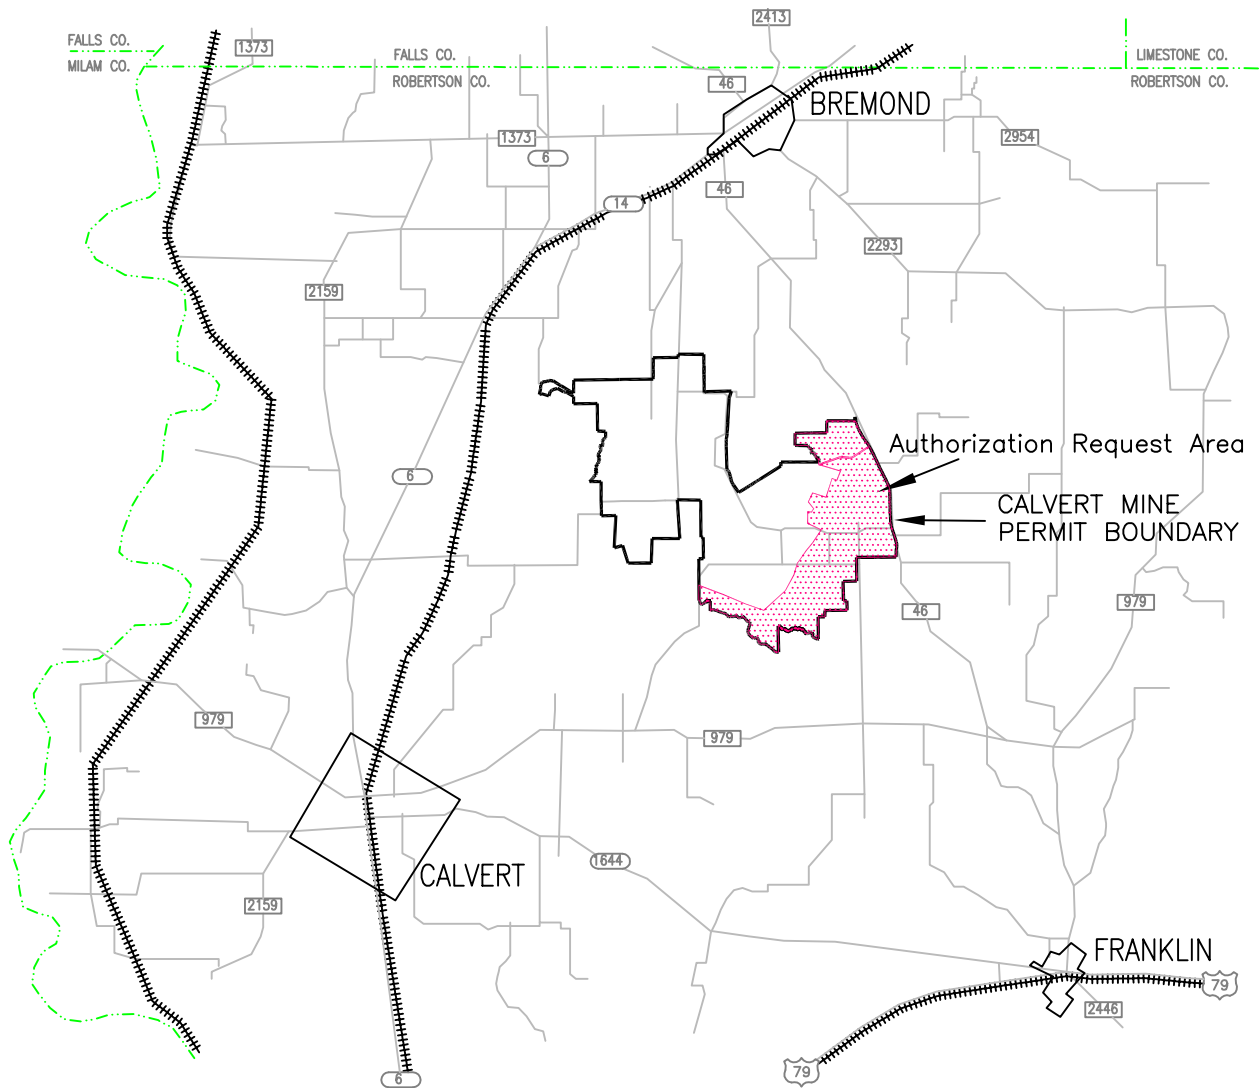 2413
FALLS CO.
1373
MILAM CO.
FALLS CO.
ROBERTSON CO.
LIMESTONE CO.
ROBERTSON CO.
46
BREMOND
1373
6
2954
46
14
2293
2159
6
Authorization Request Area
CALVERT MINE
PERMIT BOUNDARY
979
46
979
979
1644
CALVERT
2159
FRANKLIN
79
2446
79
6